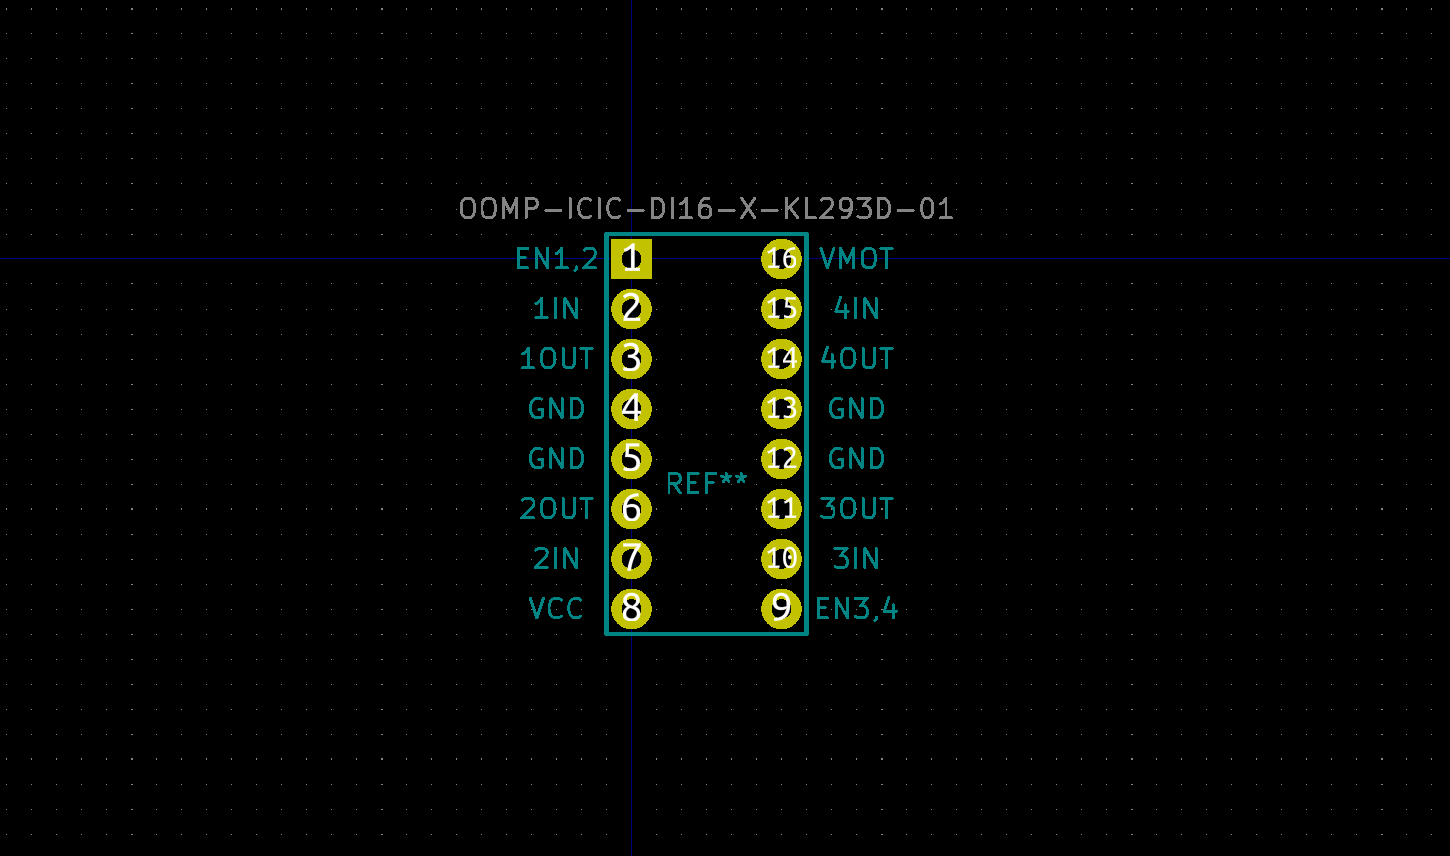 OOMP-ICIC-DI16-X-KL293D-01
EN1,2 1 16 VMOT
1IN 2 15 4IN
1OUT 3 14 4OUT
GND 4 13 GND
GND 5 12 GND
REF**
2OUT 6 11 3OUT
2IN 7 10 3IN
VCC 8 9 EN3,4